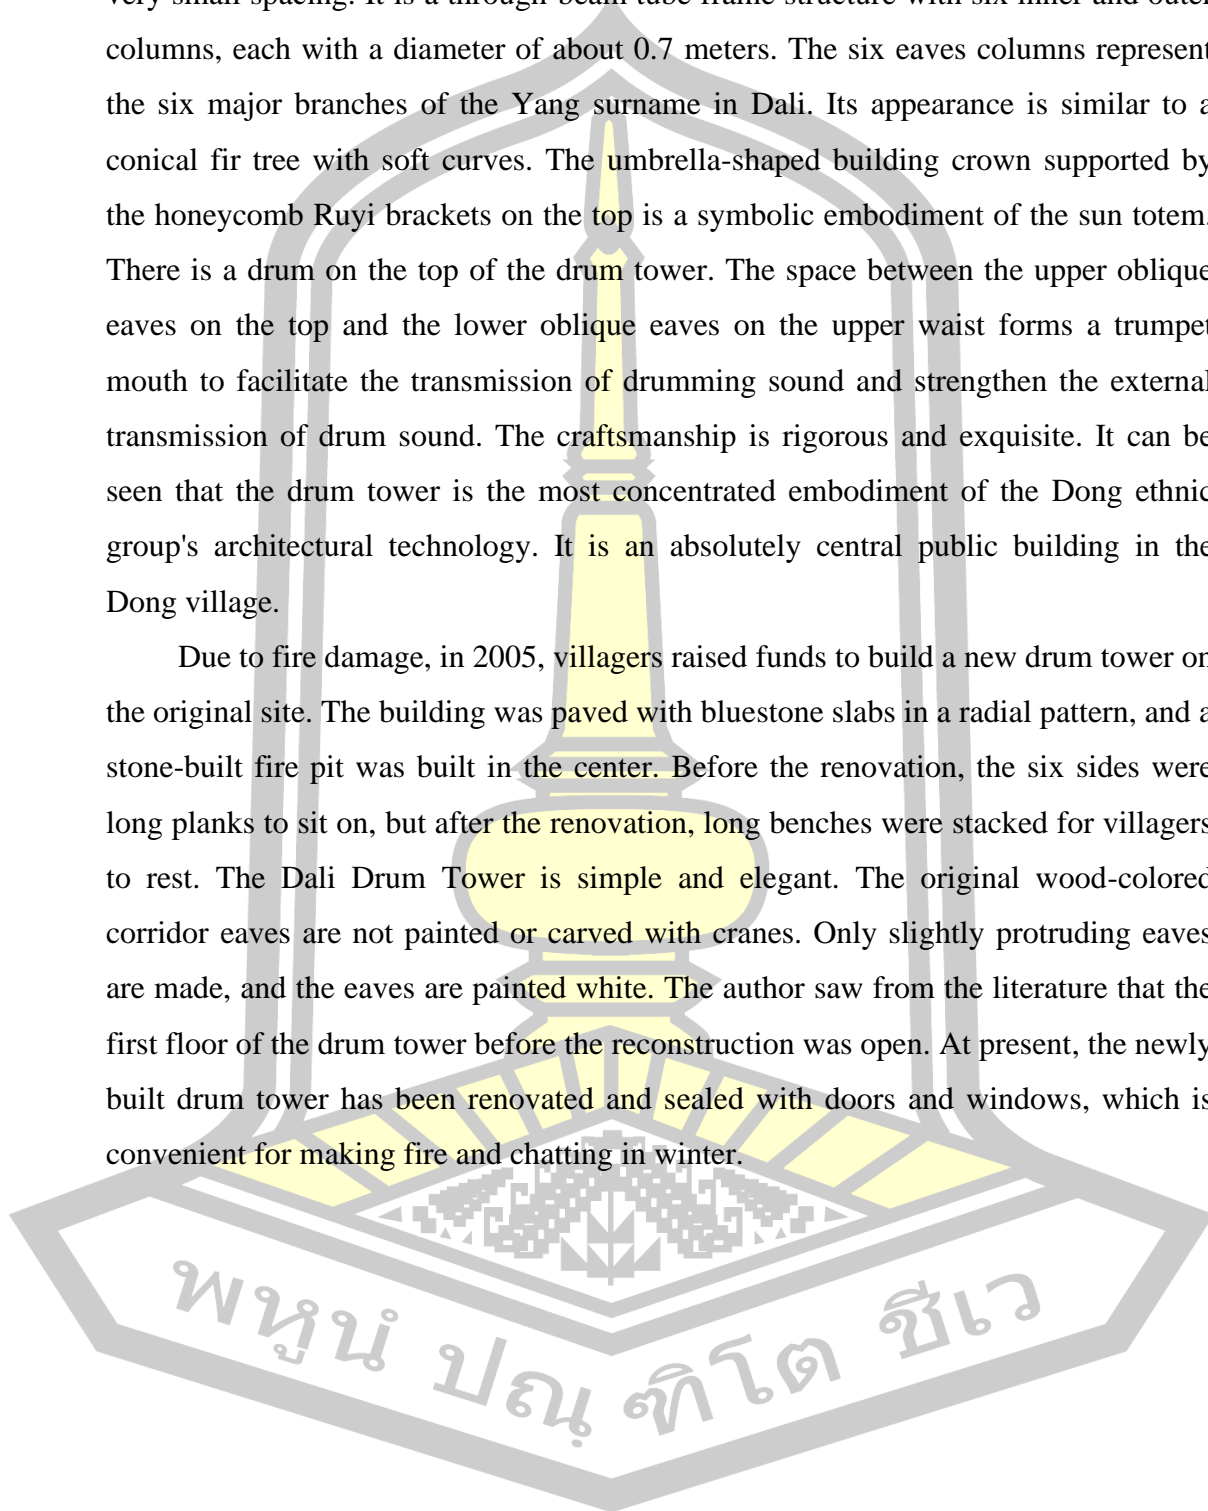 very small spacing. It is a through-beam tube frame structure with six inner and outer
columns, each with a diameter of about 0.7 meters. The six eaves columns represent
the six major branches of the Yang surname in Dali. Its appearance is similar to a
conical fir tree with soft curves. The umbrella-shaped building crown supported by
the honeycomb Ruyi brackets on the top is a symbolic embodiment of the sun totem.
There is a drum on the top of the drum tower. The space between the upper oblique
eaves on the top and the lower oblique eaves on the upper waist forms a trumpet
mouth to facilitate the transmission of drumming sound and strengthen the external
transmission of drum sound. The craftsmanship is rigorous and exquisite. It can be
seen that the drum tower is the most concentrated embodiment of the Dong ethnic
group's architectural technology. It is an absolutely central public building in the
Dong village.
Due to fire damage, in 2005, villagers raised funds to build a new drum tower on
the original site. The building was paved with bluestone slabs in a radial pattern, and a
stone-built fire pit was built in the center. Before the renovation, the six sides were
long planks to sit on, but after the renovation, long benches were stacked for villagers
to rest. The Dali Drum Tower is simple and elegant. The original wood-colored
corridor eaves are not painted or carved with cranes. Only slightly protruding eaves
are made, and the eaves are painted white. The author saw from the literature that the
first floor of the drum tower before the reconstruction was open. At present, the newly
built drum tower has been renovated and sealed with doors and windows, which is
convenient for making fire and chatting in winter.
พหูนํ ปณฺฑิโต ชีเว